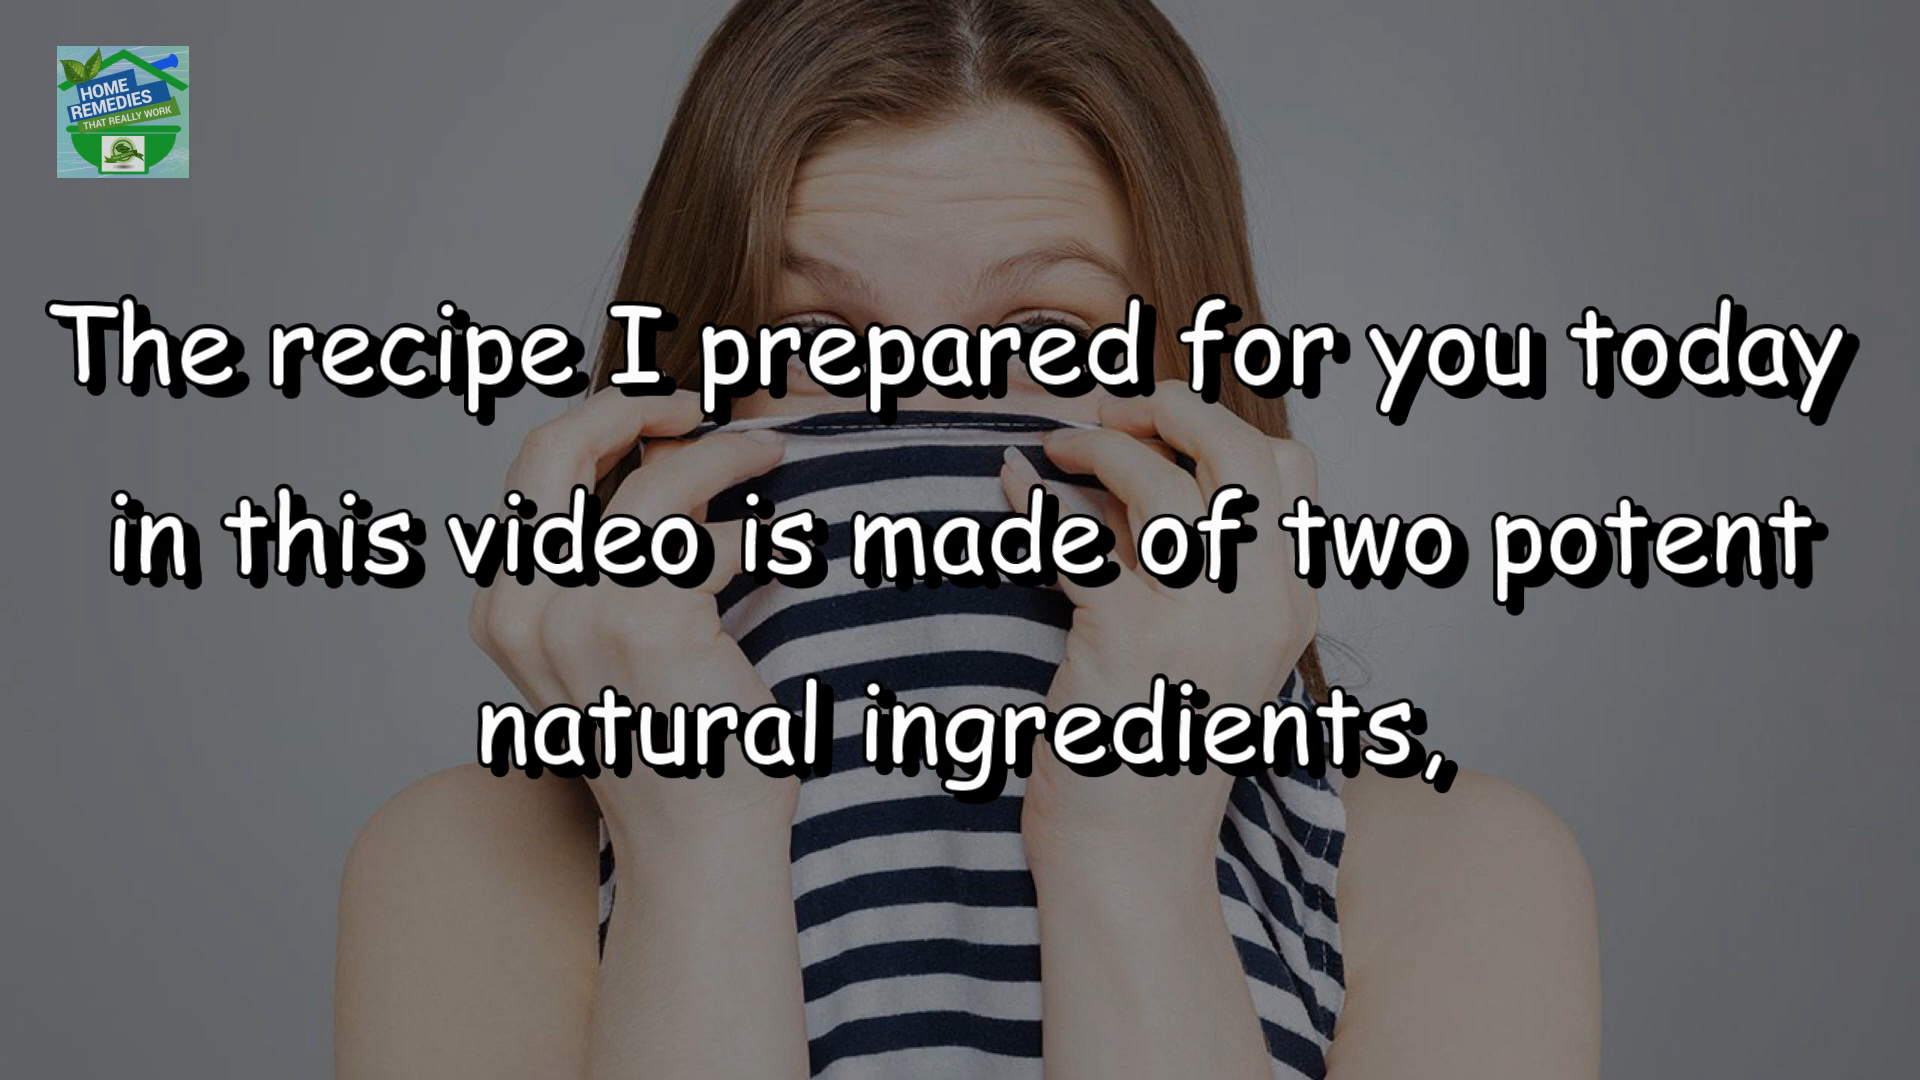 HOME
REMEDIES
THAT REALLY WORK
The recipe I prepared for you today
in this video is made of two potent
natural ingredients,